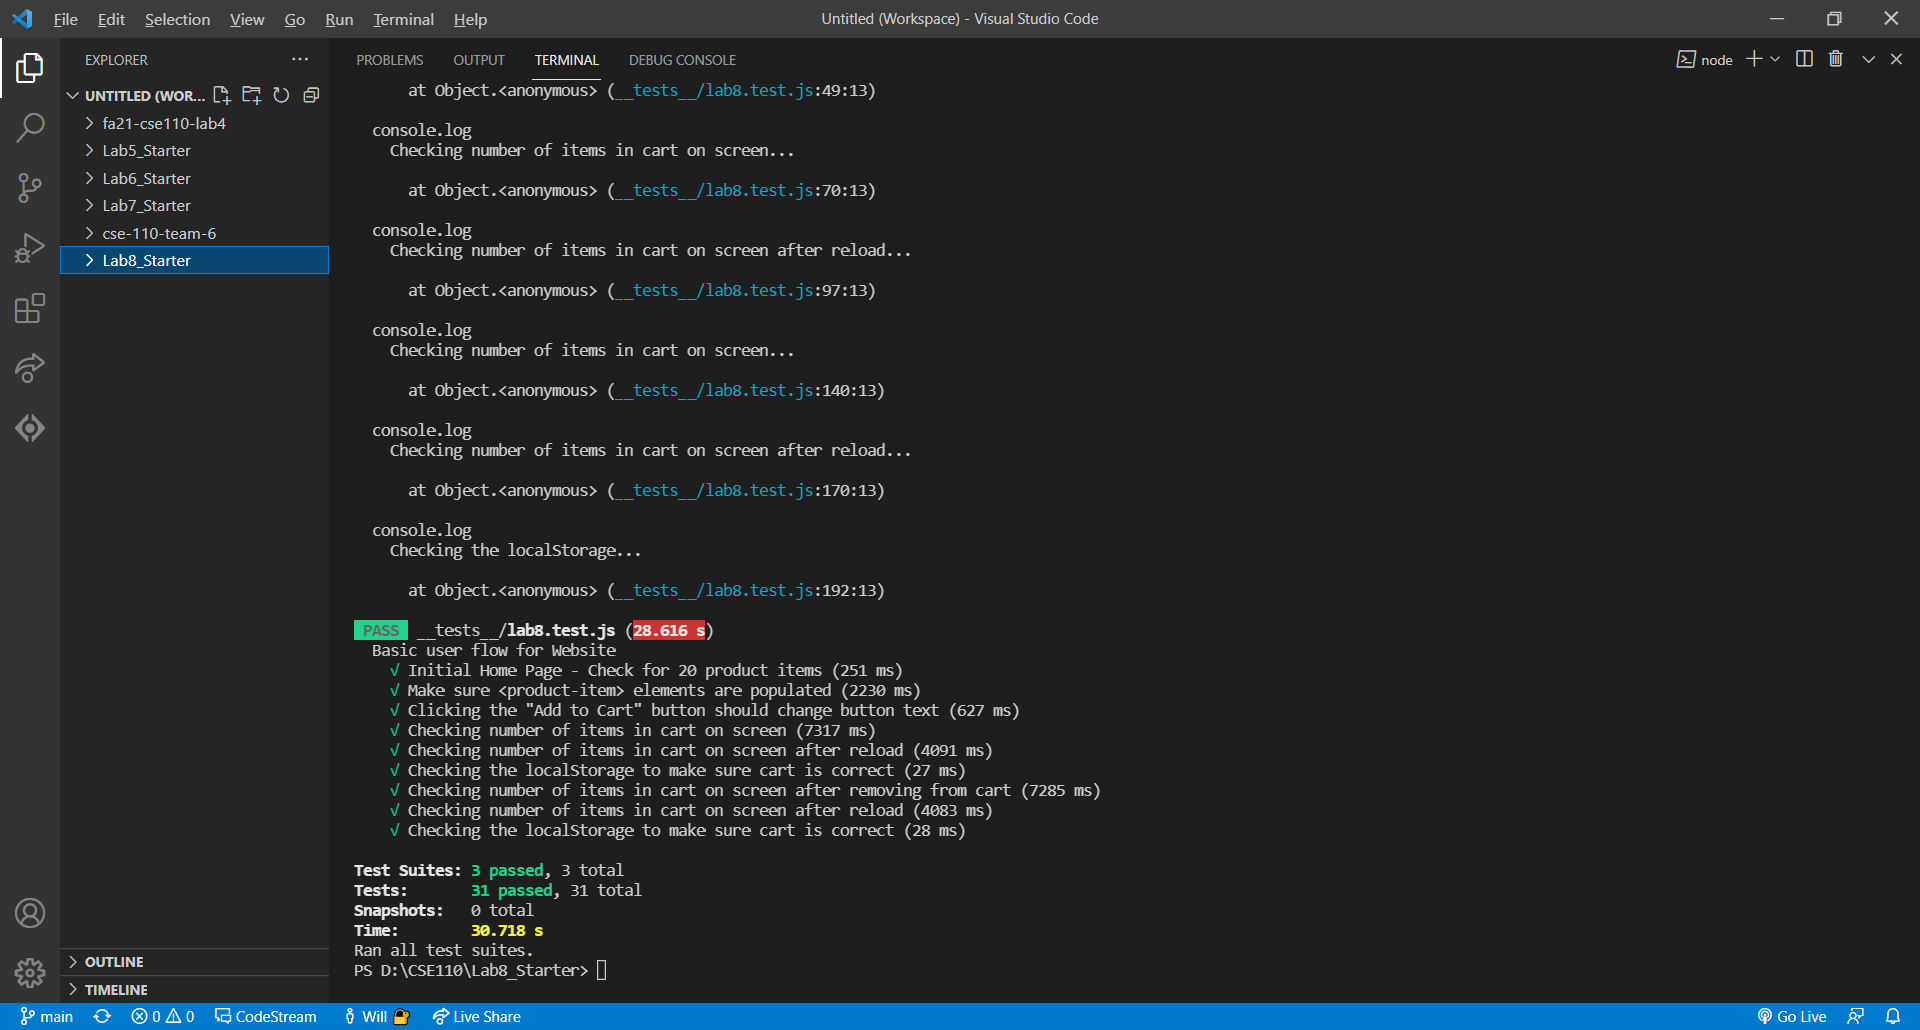 File Edit Selection View Go Run Terminal Help
Untitled (Workspace) - Visual Studio Code
EXPLORER
UNTITLED (WOR...
fa21-cse110-lab4
Lab5_Starter
Lab6_Starter
Lab7_Starter
cse-110-team-6
Lab8_Starter
OUTLINE
TIMELINE
PROBLEMS OUTPUT TERMINAL DEBUG CONSOLE
node
at Object.<anonymous> (__tests__/lab8.test.js:49:13)
console.log
Checking number of items in cart on screen...
at Object.<anonymous> (__tests__/lab8.test.js:70:13)
console.log
Checking number of items in cart on screen after reload...
at Object.<anonymous> (__tests__/lab8.test.js:97:13)
console.log
Checking number of items in cart on screen...
at Object.<anonymous> (__tests__/lab8.test.js:140:13)
console.log
Checking number of items in cart on screen after reload...
at Object.<anonymous> (__tests__/lab8.test.js:170:13)
console.log
Checking the localStorage...
at Object.<anonymous> (__tests__/lab8.test.js:192:13)
PASS __tests__/lab8.test.js (28.616 s)
Basic user flow for Website
√ Initial Home Page - Check for 20 product items (251 ms)
√ Make sure <product-item> elements are populated (2230 ms)
√ Clicking the "Add to Cart" button should change button text (627 ms)
√ Checking number of items in cart on screen (7317 ms)
√ Checking number of items in cart on screen after reload (4091 ms)
√ Checking the localStorage to make sure cart is correct (27 ms)
√ Checking number of items in cart on screen after removing from cart (7285 ms)
√ Checking number of items in cart on screen after reload (4083 ms)
√ Checking the localStorage to make sure cart is correct (28 ms)
Test Suites: 3 passed, 3 total
Tests: 31 passed, 31 total
Snapshots: 0 total
Time: 30.718 s
Ran all test suites.
PS D:\CSE110\Lab8_Starter>
main 0 0 CodeStream Will Live Share Go Live